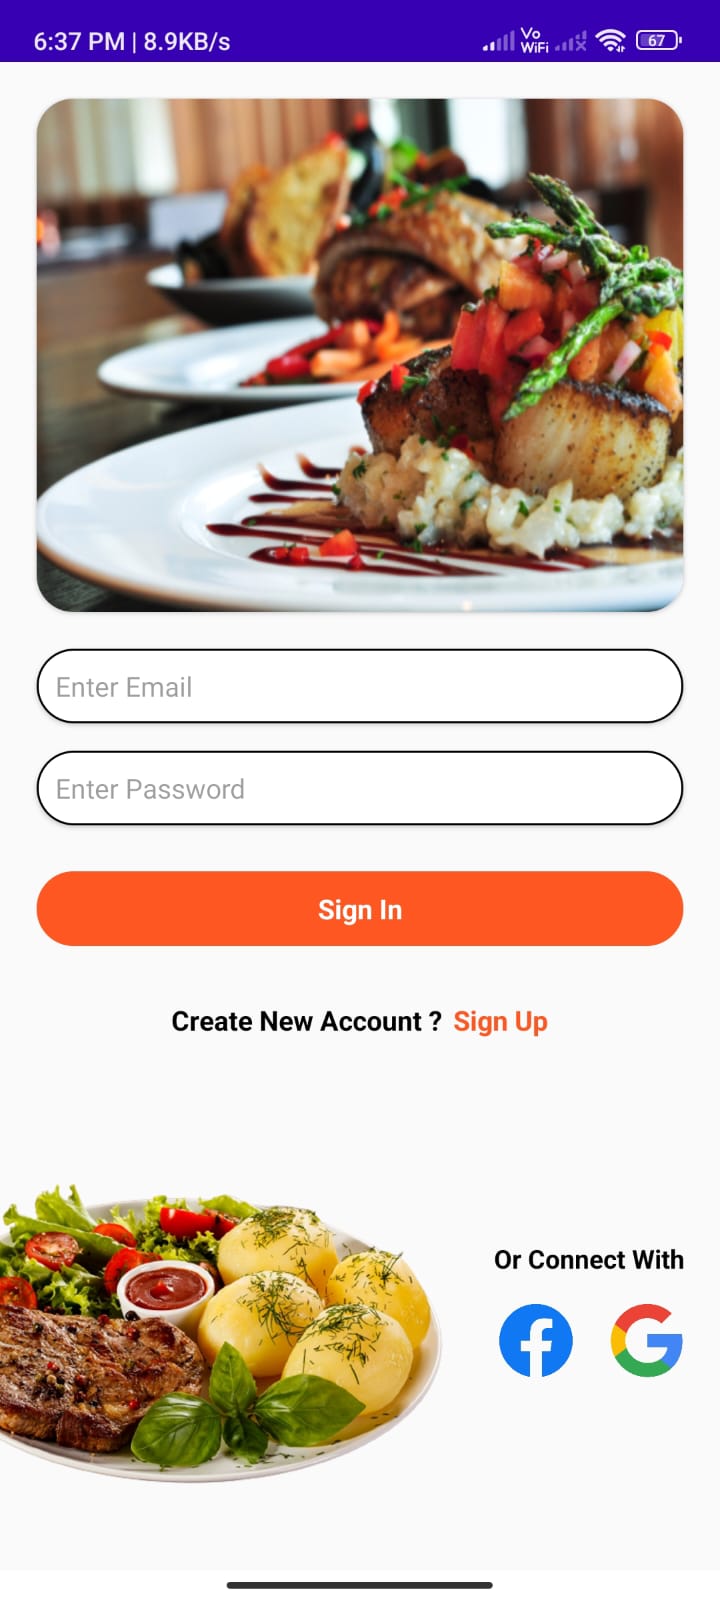 6:37 PM | 8.9KB/s
Vo
WiFi
67
Enter Email
Enter Password
Sign In
Create New Account ? Sign Up
Or Connect With